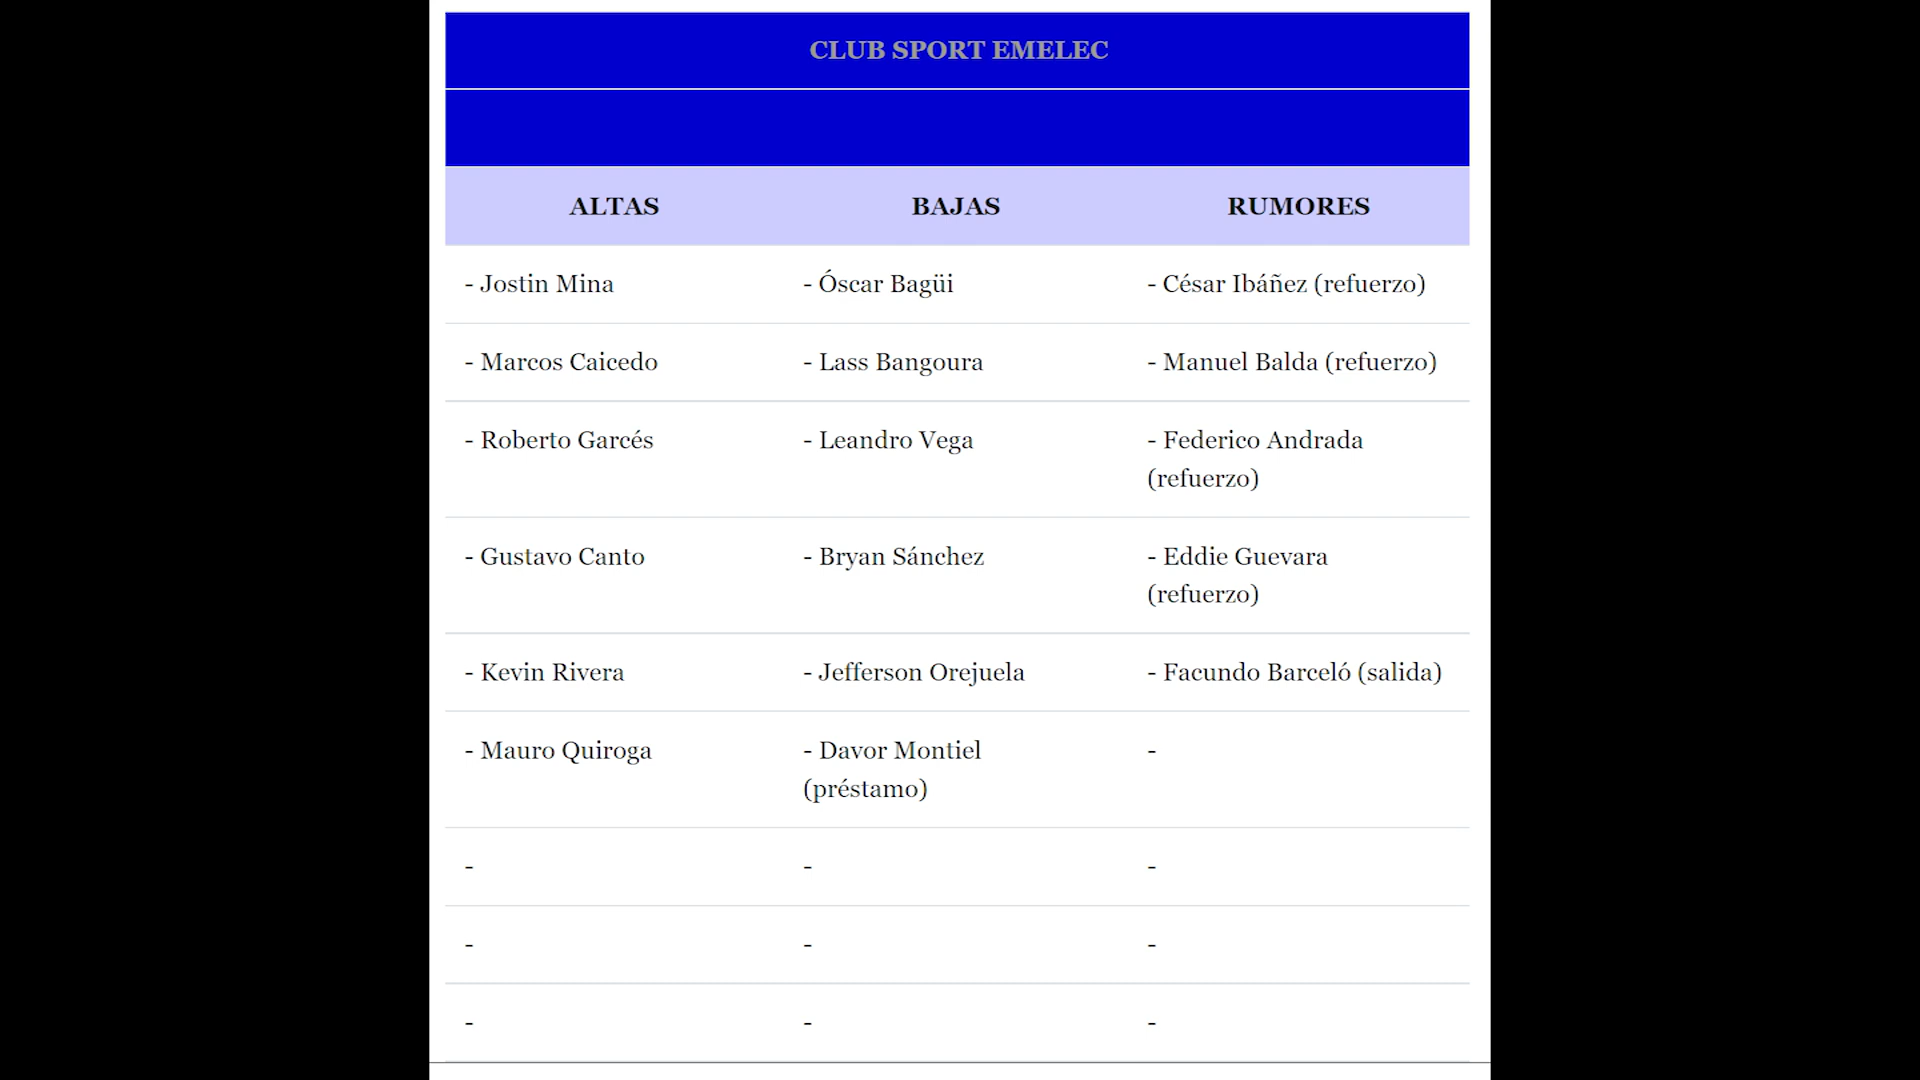 CLUB SPORT EMELEC
ALTAS BAJAS RUMORES
- Jostin Mina - Óscar Bagüi - César Ibáñez (refuerzo)
- Marcos Caicedo - Lass Bangoura - Manuel Balda (refuerzo)
- Roberto Garcés - Leandro Vega - Federico Andrada
(refuerzo)
- Gustavo Canto - Bryan Sánchez - Eddie Guevara
(refuerzo)
- Kevin Rivera - Jefferson Orejuela - Facundo Barceló (salida)
- Mauro Quiroga - Davor Montiel -
(préstamo)
- - -
- - -
- - -